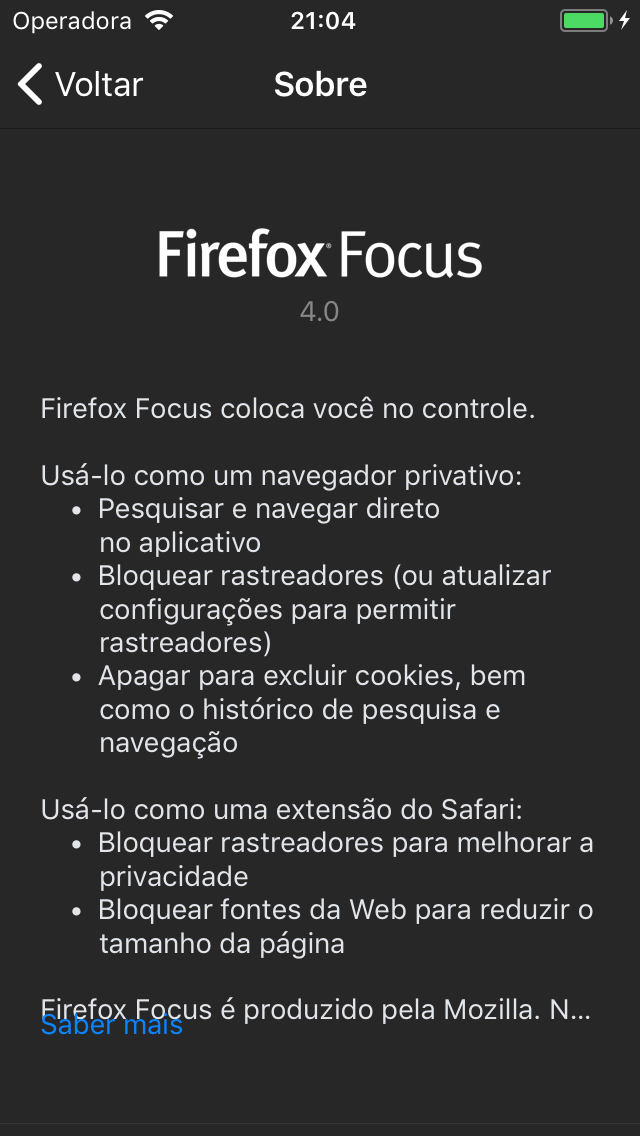 Operadora
21:04
Voltar
Sobre
Firefox Focus
4.0
Firefox Focus coloca você no controle.
Usá-lo como um navegador privativo:
• Pesquisar e navegar direto
no aplicativo
• Bloquear rastreadores (ou atualizar
configurações para permitir
rastreadores)
• Apagar para excluir cookies, bem
como o histórico de pesquisa e
navegação
Usá-lo como uma extensão do Safari:
• Bloquear rastreadores para melhorar a
privacidade
• Bloquear fontes da Web para reduzir o
tamanho da página
Firefox Focus é produzido pela Mozilla. N...
Saber mais